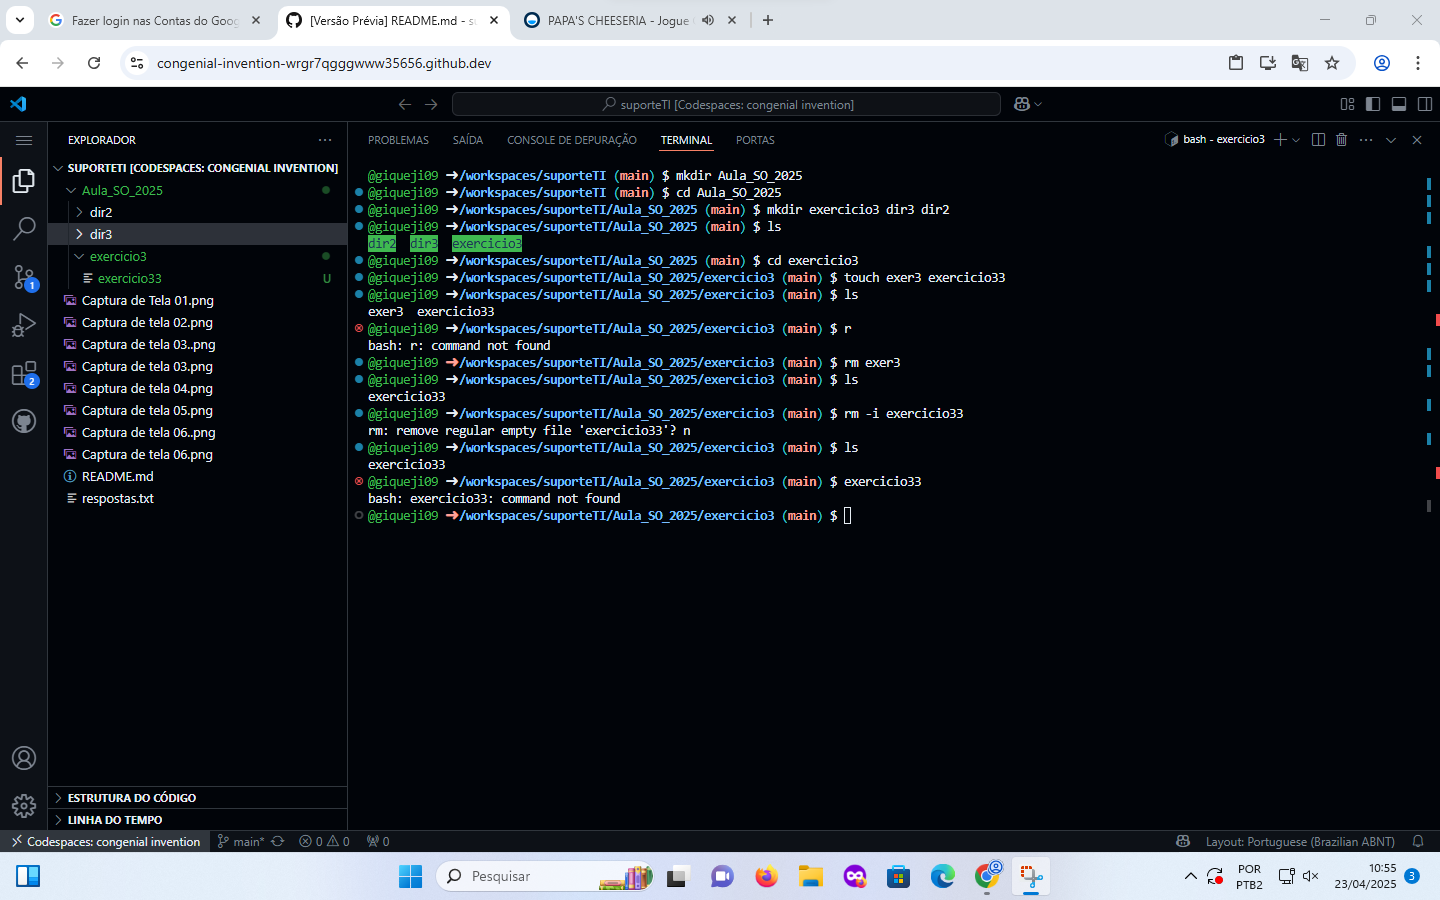 Fazer login nas Contas do Goog
[Versão Prévia] README.md - su
PAPA'S CHEESERIA - Jogue
congenial-invention-wrgr7qggggwww35656.github.dev
suporteTI [Codespaces: congenial invention]
EXPLORADOR
PROBLEMAS SAÍDA CONSOLE DE DEPURAÇÃO TERMINAL PORTAS
bash - exercicio3
SUPORTETI [CODESPACES: CONGENIAL INVENTION]
Aula_SO_2025
dir2
dir3
exercicio3
exercicio33 U
Captura de Tela 01.png
Captura de tela 02.png
Captura de tela 03..png
Captura de tela 03.png
Captura de tela 04.png
Captura de tela 05.png
Captura de tela 06..png
Captura de tela 06.png
README.md
respostas.txt
1
2
@giqueji09 ➜/workspaces/suporteTI (main) $ mkdir Aula_SO_2025
@giqueji09 ➜/workspaces/suporteTI (main) $ cd Aula_SO_2025
@giqueji09 ➜/workspaces/suporteTI/Aula_SO_2025 (main) $ mkdir exercicio3 dir3 dir2
@giqueji09 ➜/workspaces/suporteTI/Aula_SO_2025 (main) $ ls
dir2 dir3 exercicio3
@giqueji09 ➜/workspaces/suporteTI/Aula_SO_2025 (main) $ cd exercicio3
@giqueji09 ➜/workspaces/suporteTI/Aula_SO_2025/exercicio3 (main) $ touch exer3 exercicio33
@giqueji09 ➜/workspaces/suporteTI/Aula_SO_2025/exercicio3 (main) $ ls
exer3 exercicio33
@giqueji09 ➜/workspaces/suporteTI/Aula_SO_2025/exercicio3 (main) $ r
bash: r: command not found
@giqueji09 ➜/workspaces/suporteTI/Aula_SO_2025/exercicio3 (main) $ rm exer3
@giqueji09 ➜/workspaces/suporteTI/Aula_SO_2025/exercicio3 (main) $ ls
exercicio33
@giqueji09 ➜/workspaces/suporteTI/Aula_SO_2025/exercicio3 (main) $ rm -i exercicio33
rm: remove regular empty file 'exercicio33'? n
@giqueji09 ➜/workspaces/suporteTI/Aula_SO_2025/exercicio3 (main) $ ls
exercicio33
@giqueji09 ➜/workspaces/suporteTI/Aula_SO_2025/exercicio3 (main) $ exercicio33
bash: exercicio33: command not found
@giqueji09 ➜/workspaces/suporteTI/Aula_SO_2025/exercicio3 (main) $
ESTRUTURA DO CÓDIGO
LINHA DO TEMPO
Codespaces: congenial invention main* 0 0 0
Layout: Portuguese (Brazilian ABNT)
Pesquisar
POR
PTB2
10:55
23/04/2025
3